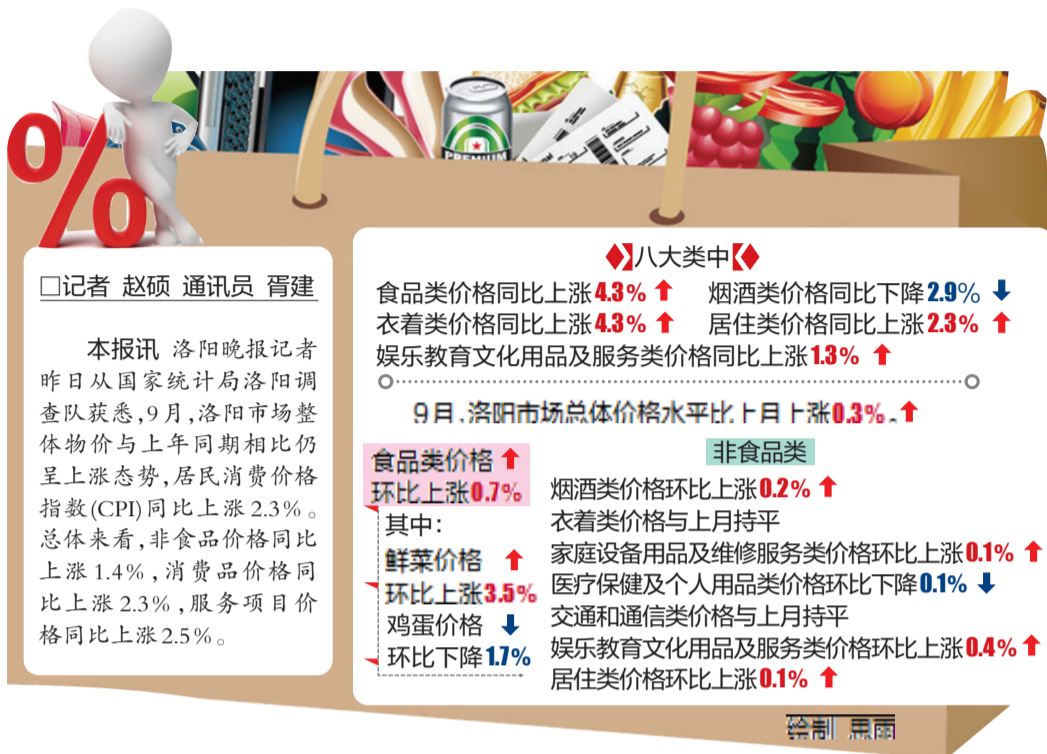 □记者 赵硕 通讯员 胥建
本报讯 洛阳晚报记者
昨日从国家统计局洛阳调
查队获悉,9月,洛阳市场整
体物价与上年同期相比仍
呈上涨态势,居民消费价格
指数(CPI)同比上涨2.3%。
总体来看,非食品价格同比
上涨1.4%,消费品价格同
比上涨2.3%,服务项目价
格同比上涨2.5%。
八大类中
食品类价格同比上涨4.3% ↑ 烟酒类价格同比下降2.9% ↓
衣着类价格同比上涨4.3% ↑ 居住类价格同比上涨2.3% ↑
娱乐教育文化用品及服务类价格同比上涨1.3% ↑
9月,洛阳市场总体价格水平比上月上涨0.3%。↑
食品类价格 ↑
环比上涨0.7%
其中:
鲜菜价格 ↑
环比上涨3.5%
鸡蛋价格 ↓
环比下降1.7%
非食品类
烟酒类价格环比上涨0.2% ↑
衣着类价格与上月持平
家庭设备用品及维修服务类价格环比上涨0.1% ↑
医疗保健及个人用品类价格环比下降0.1% ↓
交通和通信类价格与上月持平
娱乐教育文化用品及服务类价格环比上涨0.4% ↑
居住类价格环比上涨0.1% ↑
绘制 思雨
%
PREMIUM